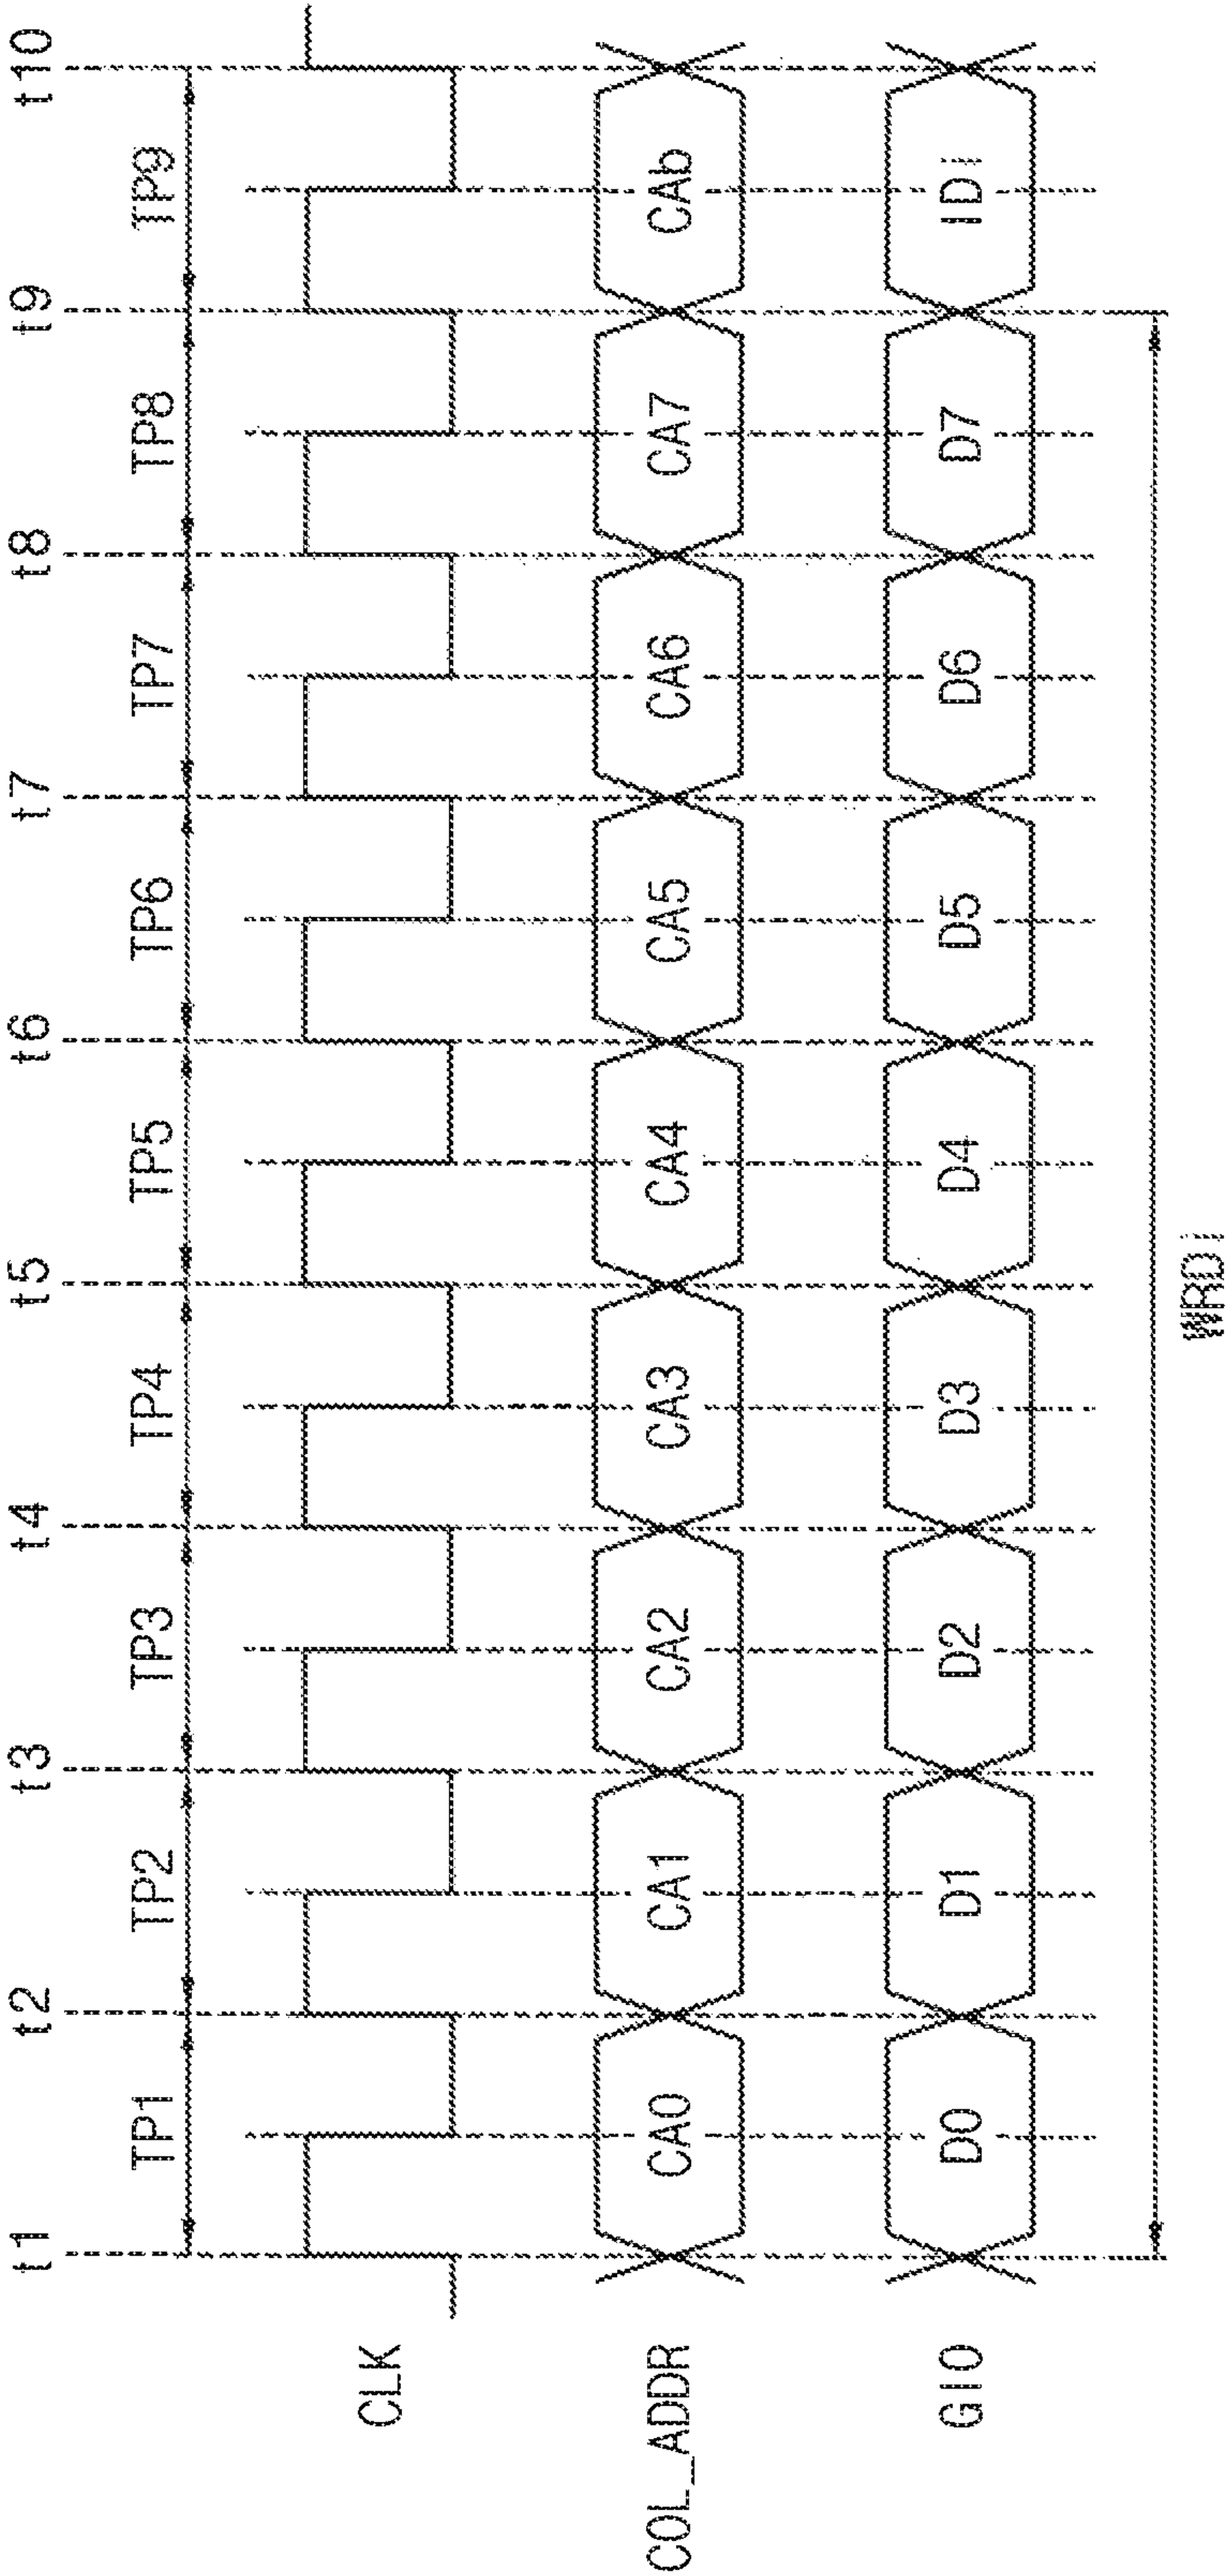 t1 t2 t3 t4 t5 t6 t7 t8 t9 t10
TP1 TP2 TP3 TP4 TP5 TP6 TP7 TP8 TP9
CLK
COL_ADDR CA0 CA1 CA2 CA3 CA4 CA5 CA6 CA7 CAb
GIO D0 D1 D2 D3 D4 D5 D6 D7 IDi
WRDi